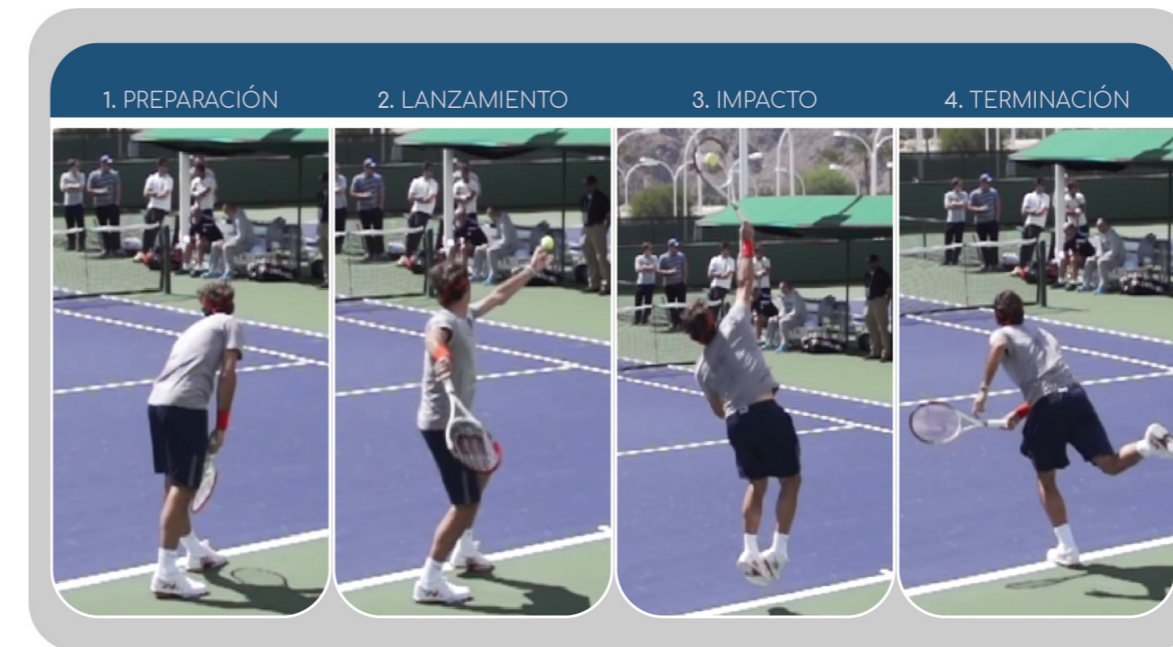 1. PREPARACIÓN
2. LANZAMIENTO
3. IMPACTO
4. TERMINACIÓN